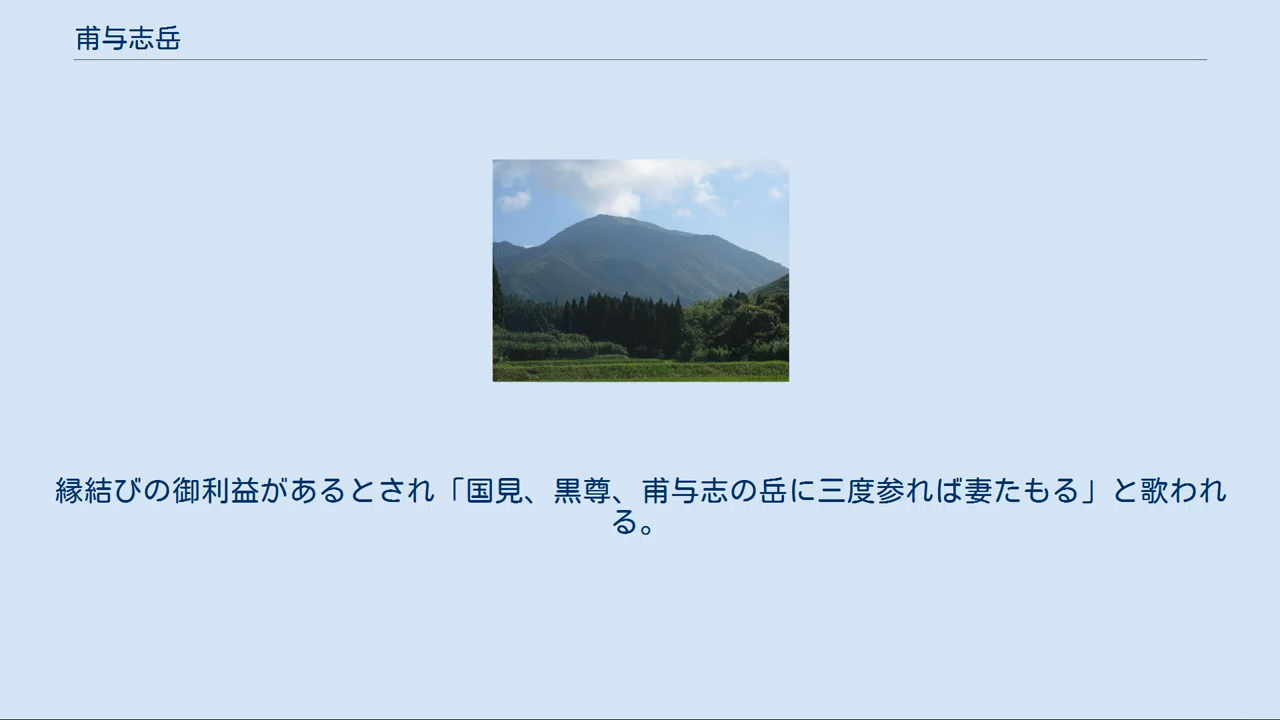 甫与志岳
縁結びの御利益があるとされ「国見、黒尊、甫与志の岳に三度参れば妻たもる」と歌われ
る。